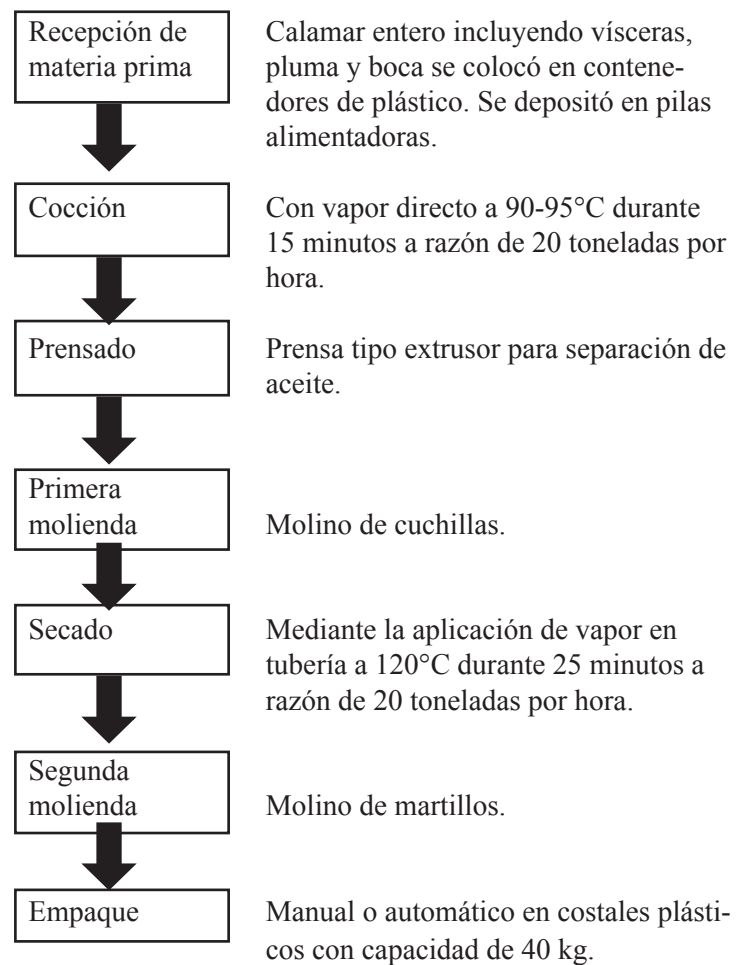 Recepción de
materia prima
Calamar entero incluyendo vísceras,
pluma y boca se colocó en contene-
dores de plástico. Se depositó en pilas
alimentadoras.
Cocción
Con vapor directo a 90-95°C durante
15 minutos a razón de 20 toneladas por
hora.
Prensado
Prensa tipo extrusor para separación de
aceite.
Primera
molienda
Molino de cuchillas.
Secado
Mediante la aplicación de vapor en
tubería a 120°C durante 25 minutos a
razón de 20 toneladas por hora.
Segunda
molienda
Molino de martillos.
Empaque
Manual o automático en costales plásti-
cos con capacidad de 40 kg.